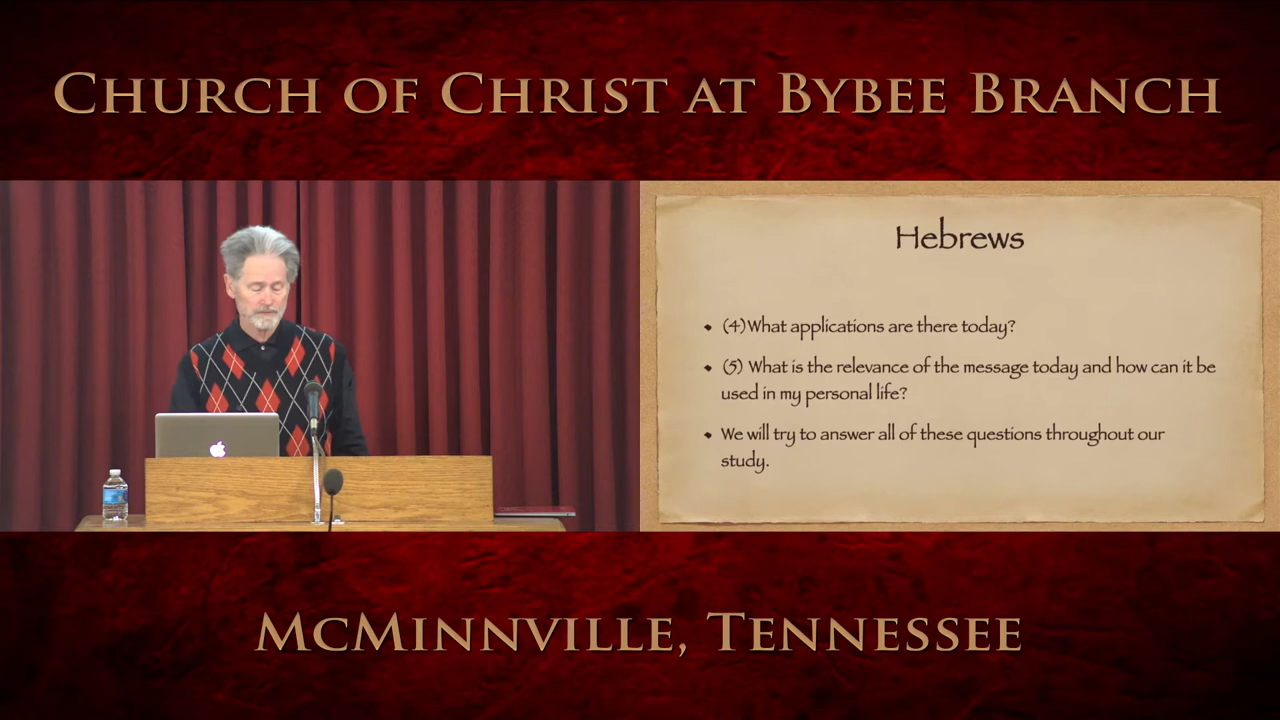 Church of Christ at Bybee Branch
Hebrews
(4)What applications are there today?
(5) What is the relevance of the message today and how can it be
used in my personal life?
We will try to answer all of these questions throughout our
study.
McMinnville, Tennessee